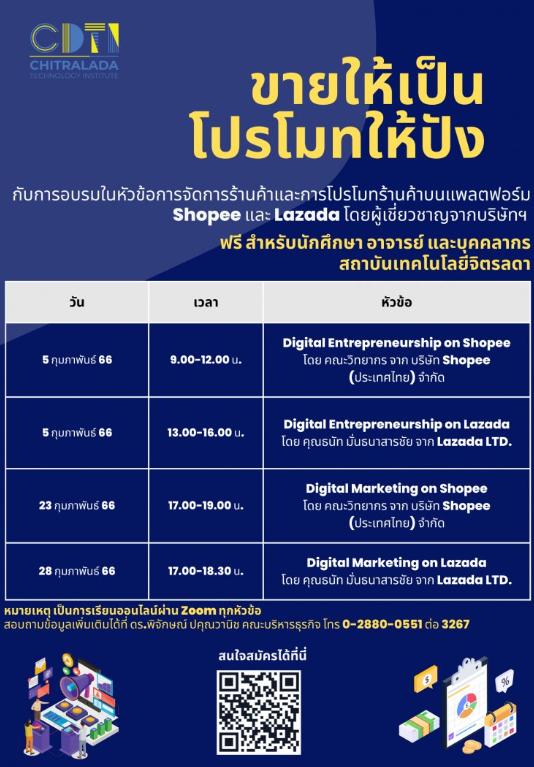 CDTI
CHITRALADA
TECHNOLOGY INSTITUTE
ขายให้เป็น
โปรโมทให้ปัง
กับการอบรมในหัวข้อการจัดการร้านค้าและการโปรโมทร้านค้าบนแพลตฟอร์ม
Shopee และ Lazada โดยผู้เชี่ยวชาญจากบริษัทฯ
ฟรี สำหรับนักศึกษา อาจารย์ และบุคคลากร
สถาบันเทคโนโลยีจิตรลดา
วัน เวลา หัวข้อ
Digital Entrepreneurship on Shopee
5 กุมภาพันธ์ 66 9.00-12.00 น. โดย คณะวิทยากร จาก บริษัท Shopee
(ประเทศไทย) จำกัด
Digital Entrepreneurship on Lazada
5 กุมภาพันธ์ 66 13.00-16.00 น. โดย คุณธนัท มั่นธนาสารชัย จาก Lazada LTD.
Digital Marketing on Shopee
23 กุมภาพันธ์ 66 17.00-19.00 น. โดย คณะวิทยากร จาก บริษัท Shopee
(ประเทศไทย) จำกัด
Digital Marketing on Lazada
28 กุมภาพันธ์ 66 17.00-18.30 น. โดย คุณธนัท มั่นธนาสารชัย จาก Lazada LTD.
หมายเหตุ เป็นการเรียนออนไลน์ผ่าน Zoom ทุกหัวข้อ
สอบถามข้อมูลเพิ่มเติมได้ที่ ดร.พิจักษณ์ ปคุณวานิช คณะบริหารธุรกิจ โทร 0-2880-0551 ต่อ 3267
สนใจสมัครได้ที่นี่
$
%